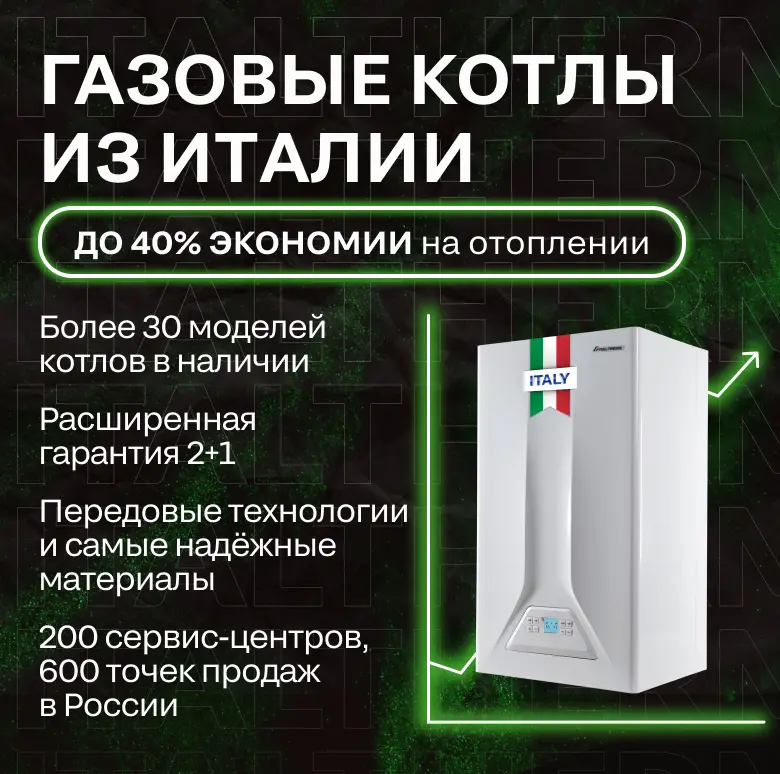 ГАЗОВЫЕ КОТЛЫ
ИЗ ИТАЛИИ
ДО 40% ЭКОНОМИИ на отоплении
Более 30 моделей
котлов в наличии
Расширенная
гарантия 2+1
Передовые технологии
и самые надёжные
материалы
200 сервис-центров,
600 точек продаж
в России
ITALY